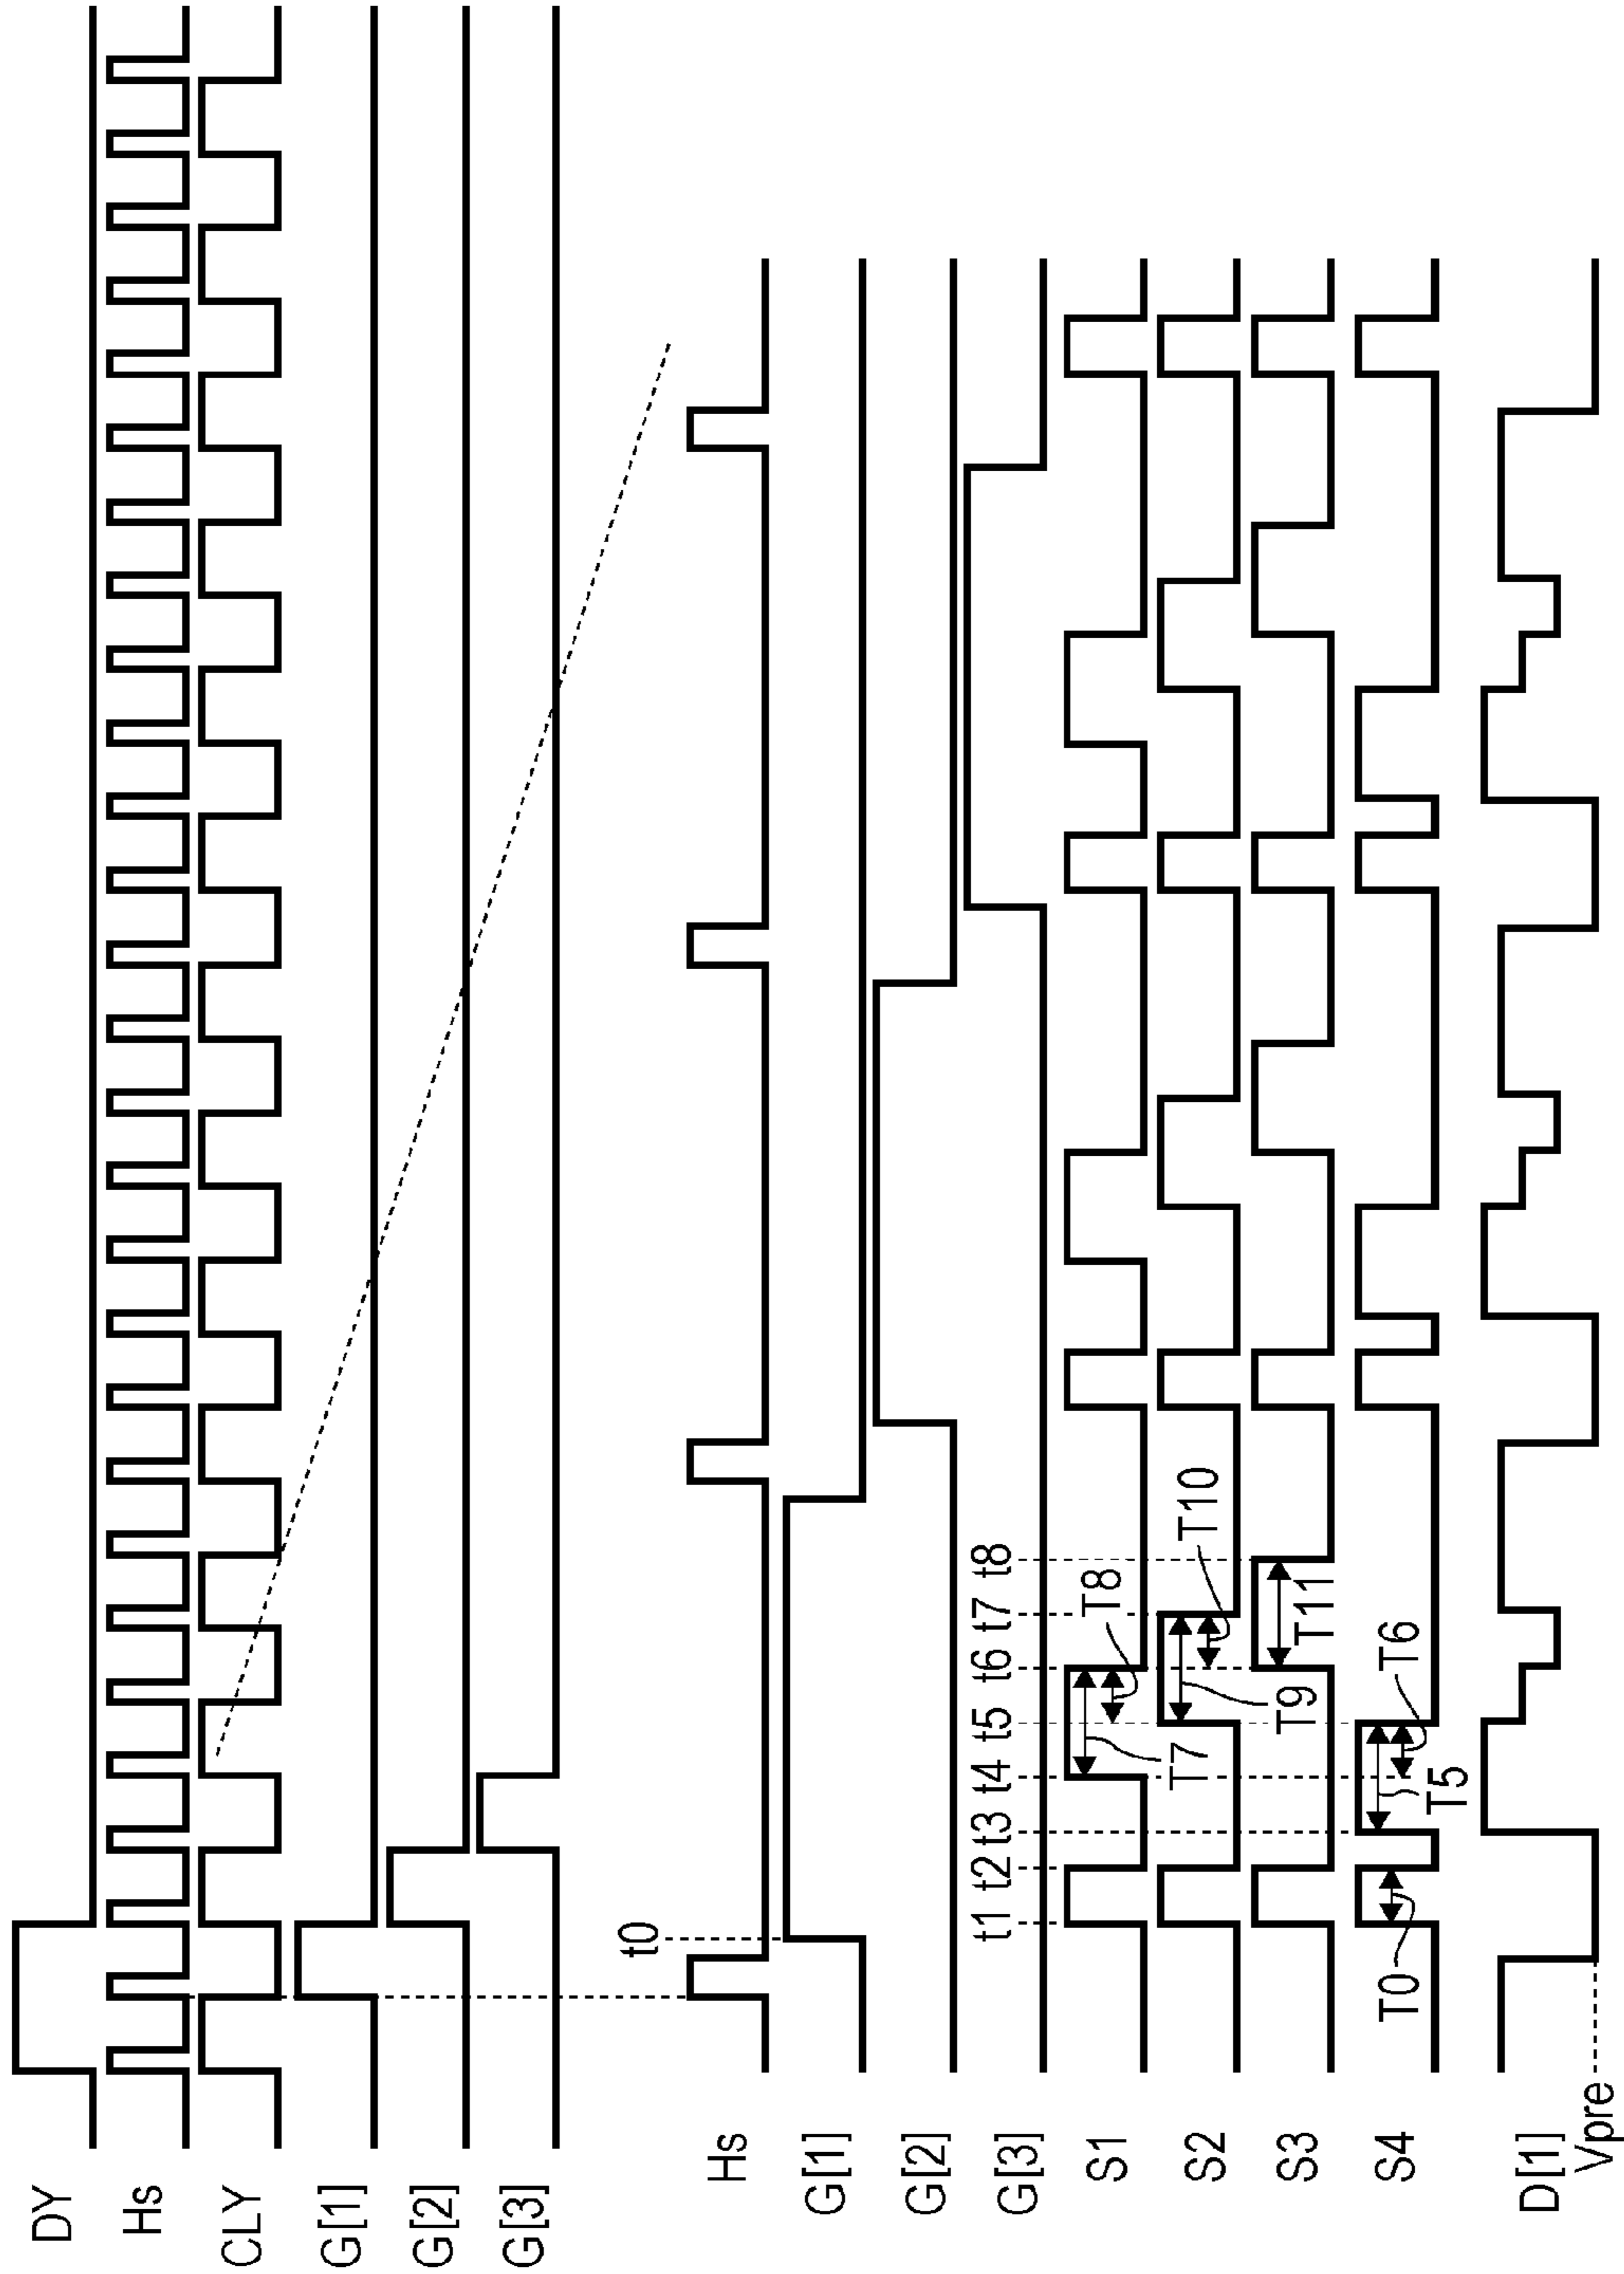 DY
Hs
CLY
G[1]
G[2]
G[3]
t0
Hs
G[1]
G[2]
G[3]
t1 t2 t3 t4 t5 t6 t7 t8
S1
T7
T8
S2
T9
T10
S3
T11
S4
T0
T5
T6
D[1]
Vpre